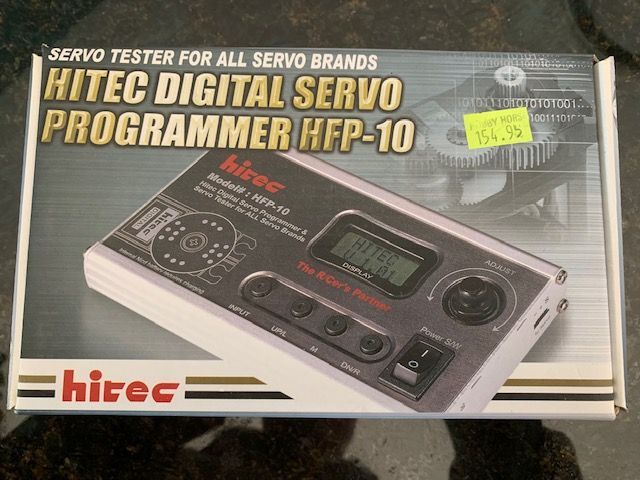 SERVO TESTER FOR ALL SERVO BRANDS
HITEC DIGITAL SERVO
PROGRAMMER HFP-10
154.95
hitec
Model# : HFP-10
Hitec Digital Servo Programmer &
Servo Tester for ALL Servo Brands
hitec
HITEC
DISPLAY
The R/Cer's Partner
ADJUST
INPUT
UP/L
M
DN/R
Power S/W
hitec